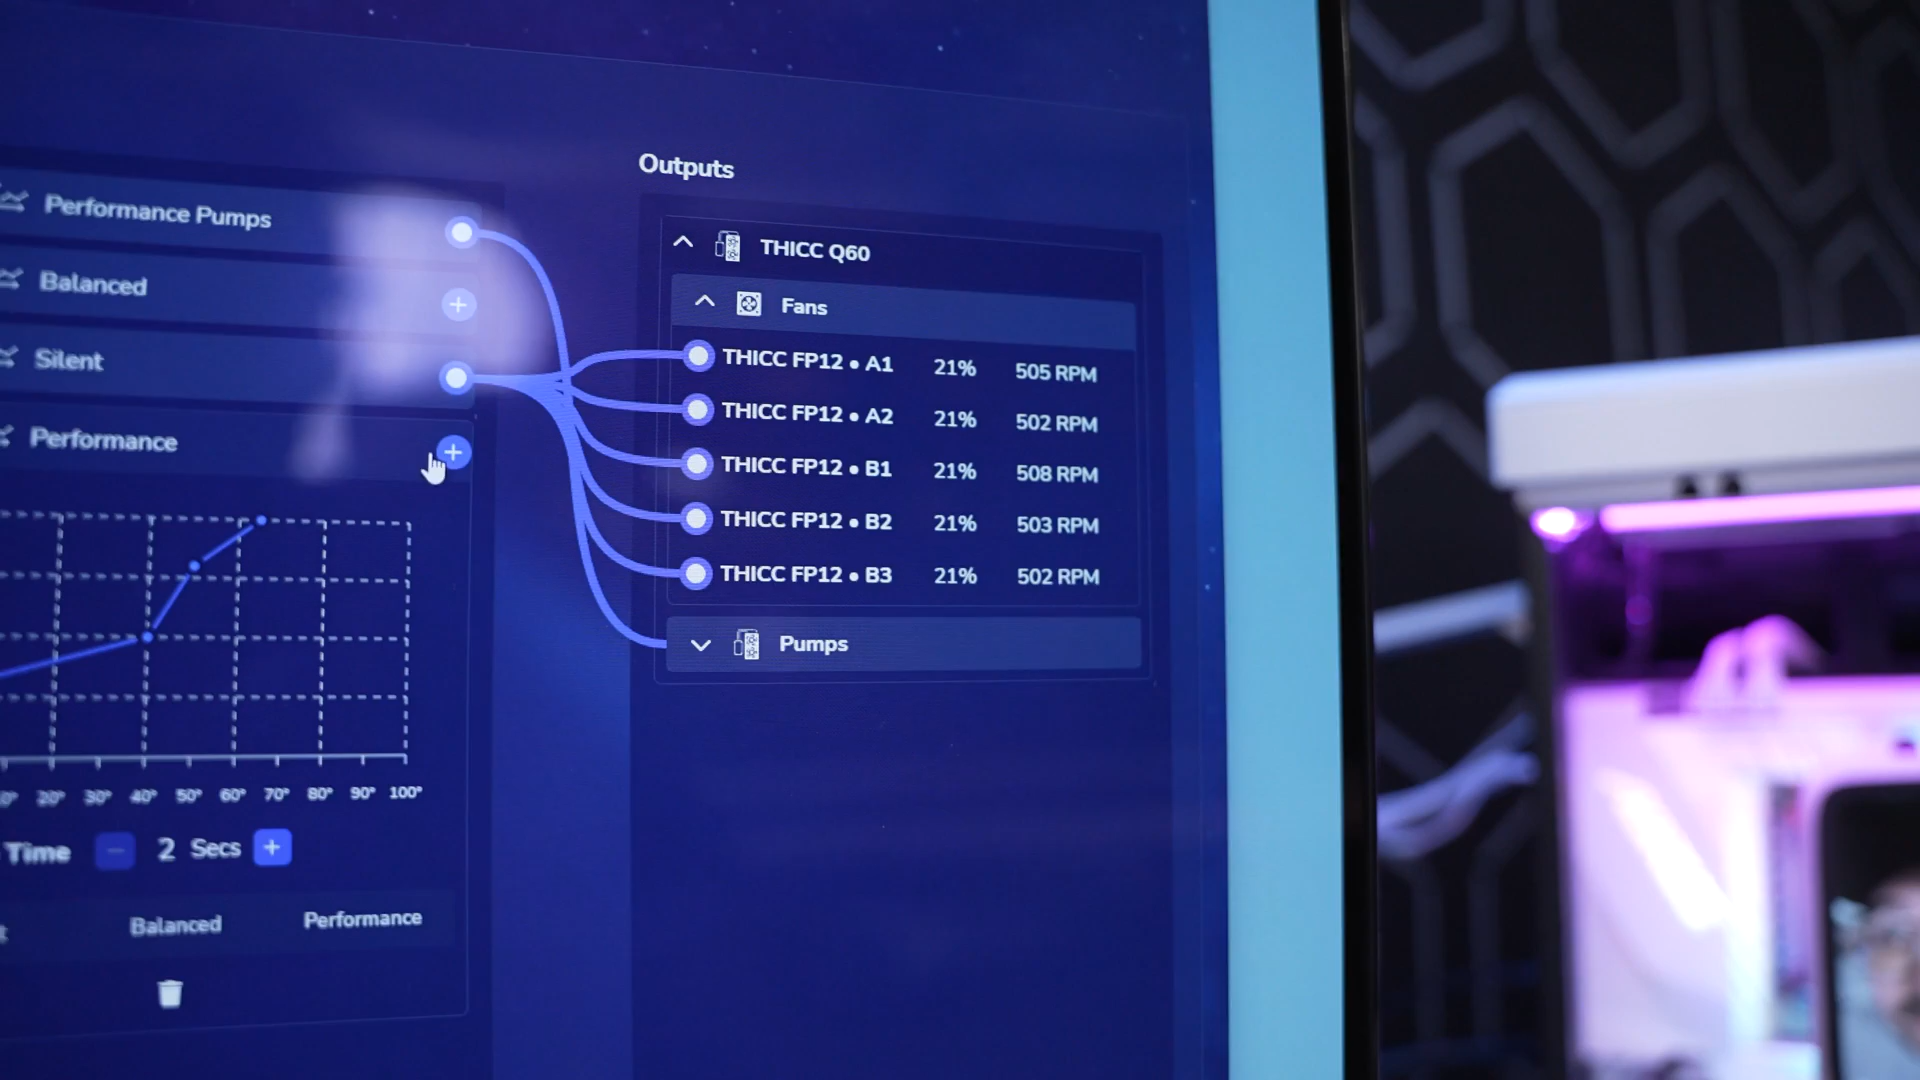 Performance Pumps
Balanced
Silent
Performance
20° 30° 40° 50° 60° 70° 80° 90° 100°
Time 2 Secs
Balanced Performance
Outputs
THICC Q60
Fans
THICC FP12 • A1 21% 505 RPM
THICC FP12 • A2 21% 502 RPM
THICC FP12 • B1 21% 508 RPM
THICC FP12 • B2 21% 503 RPM
THICC FP12 • B3 21% 502 RPM
Pumps